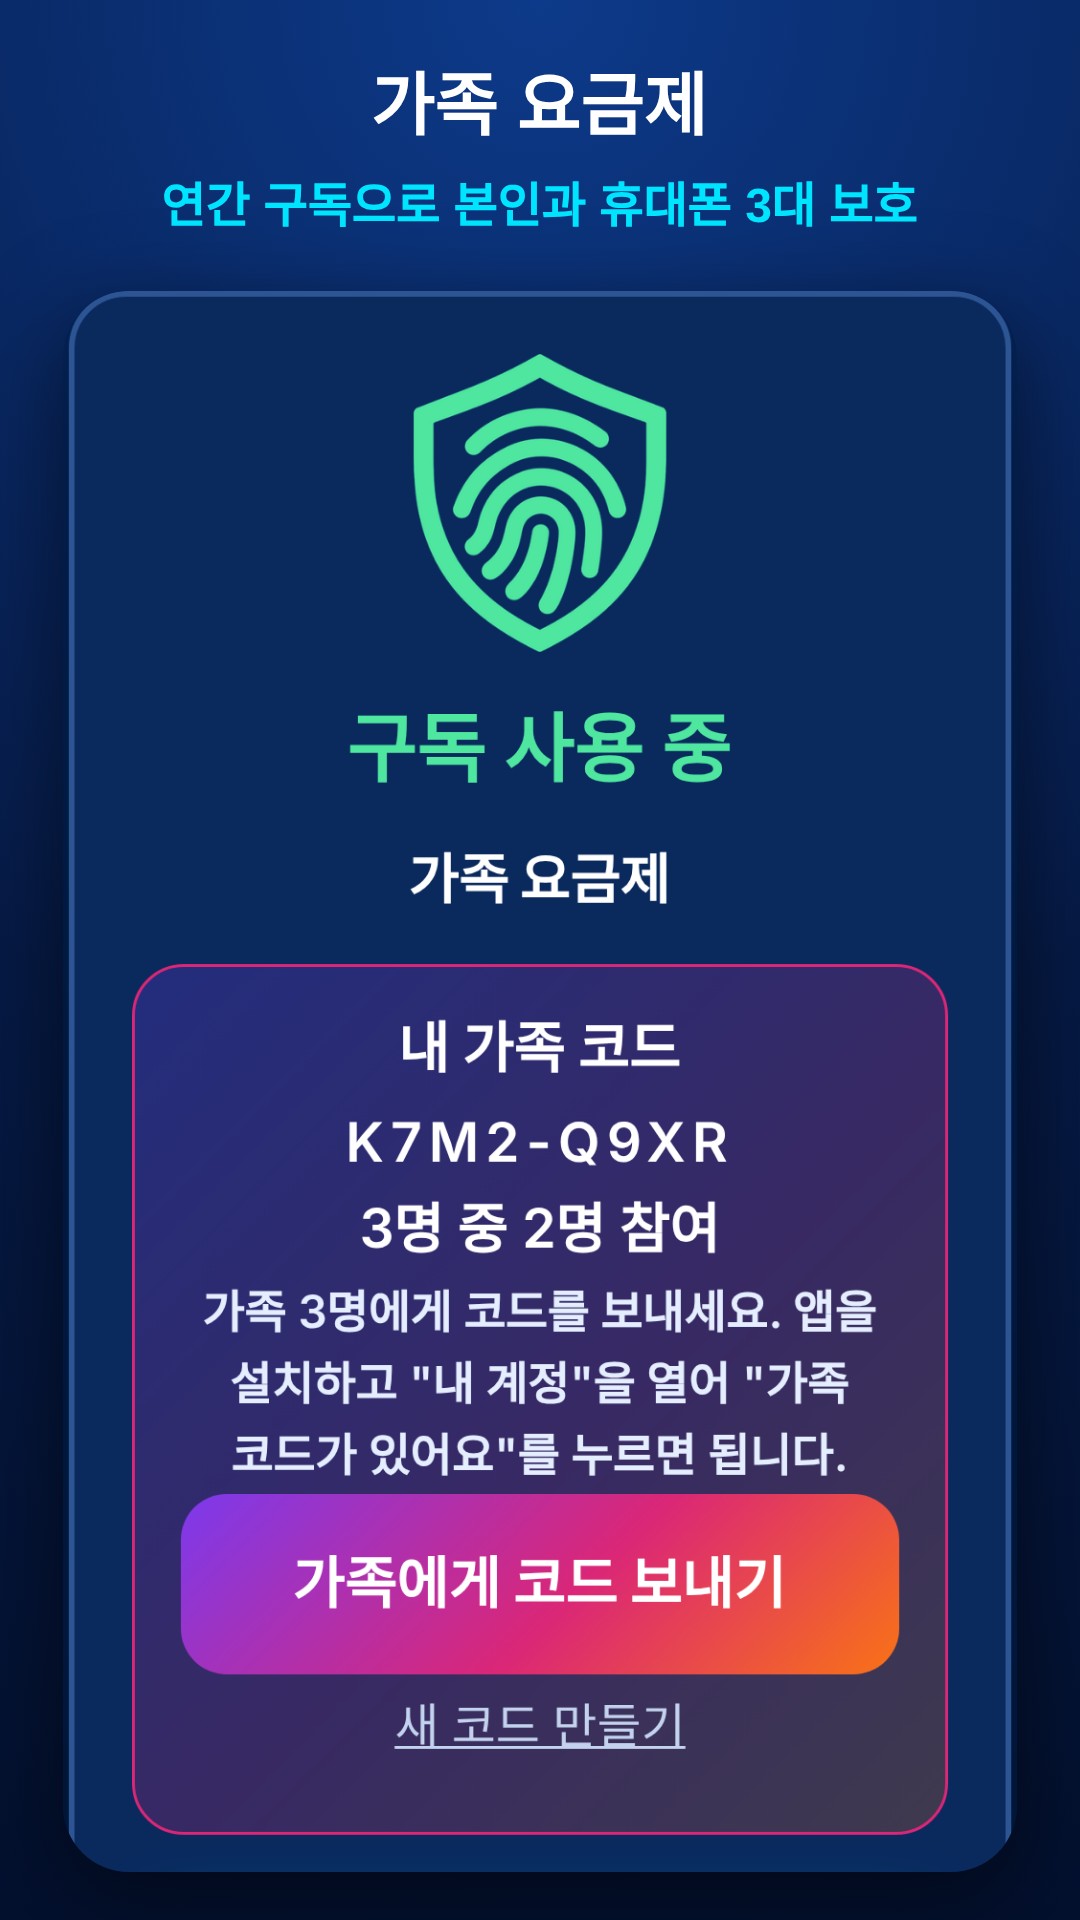 가족 요금제
연간 구독으로 본인과 휴대폰 3대 보호
구독 사용 중
가족 요금제
내 가족 코드
K7M2-Q9XR
3명 중 2명 참여
가족 3명에게 코드를 보내세요. 앱을
설치하고 "내 계정"을 열어 "가족
코드가 있어요"를 누르면 됩니다.
가족에게 코드 보내기
새 코드 만들기